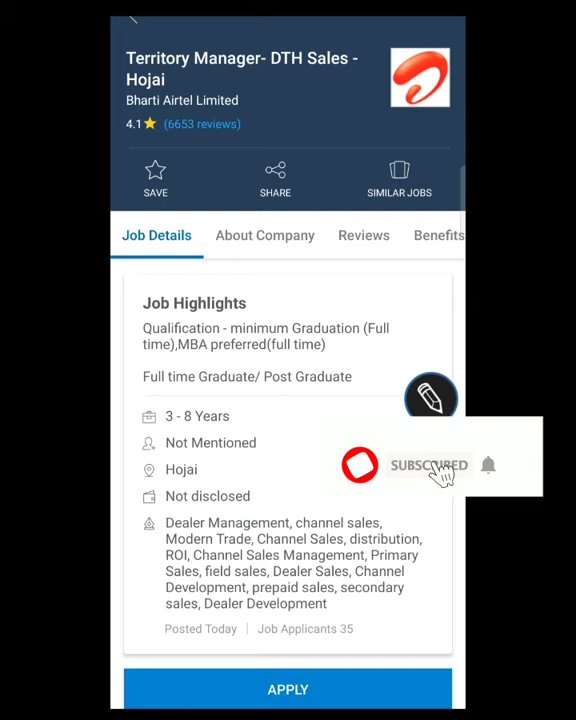 Territory Manager- DTH Sales -
Hojai
Bharti Airtel Limited
4.1 (6653 reviews)
SAVE SHARE SIMILAR JOBS
Job Details About Company Reviews Benefits
Job Highlights
Qualification - minimum Graduation (Full
time),MBA preferred(full time)
Full time Graduate/ Post Graduate
3 - 8 Years
Not Mentioned
SUBSCRIBED
Hojai
Not disclosed
Dealer Management, channel sales,
Modern Trade, Channel Sales, distribution,
ROI, Channel Sales Management, Primary
Sales, field sales, Dealer Sales, Channel
Development, prepaid sales, secondary
sales, Dealer Development
Posted Today Job Applicants 35
APPLY